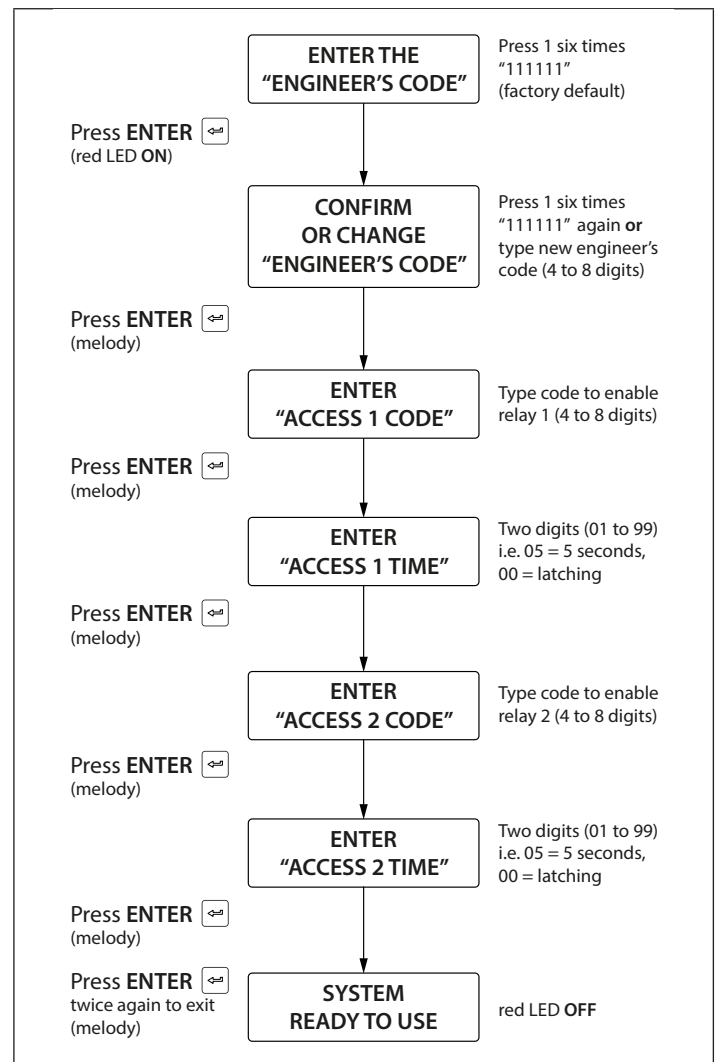 ENTER THE
“ENGINEER’S CODE”
Press 1 six times
“111111”
(factory default)
Press ENTER
(red LED ON)
CONFIRM
OR CHANGE
“ENGINEER’S CODE”
Press 1 six times
“111111” again or
type new engineer’s
code (4 to 8 digits)
Press ENTER
(melody)
ENTER
“ACCESS 1 CODE”
Type code to enable
relay 1 (4 to 8 digits)
Press ENTER
(melody)
ENTER
“ACCESS 1 TIME”
Two digits (01 to 99)
i.e. 05 = 5 seconds,
00 = latching
Press ENTER
(melody)
ENTER
“ACCESS 2 CODE”
Type code to enable
relay 2 (4 to 8 digits)
Press ENTER
(melody)
ENTER
“ACCESS 2 TIME”
Two digits (01 to 99)
i.e. 05 = 5 seconds,
00 = latching
Press ENTER
(melody)
Press ENTER
twice again to exit
(melody)
SYSTEM
READY TO USE
red LED OFF